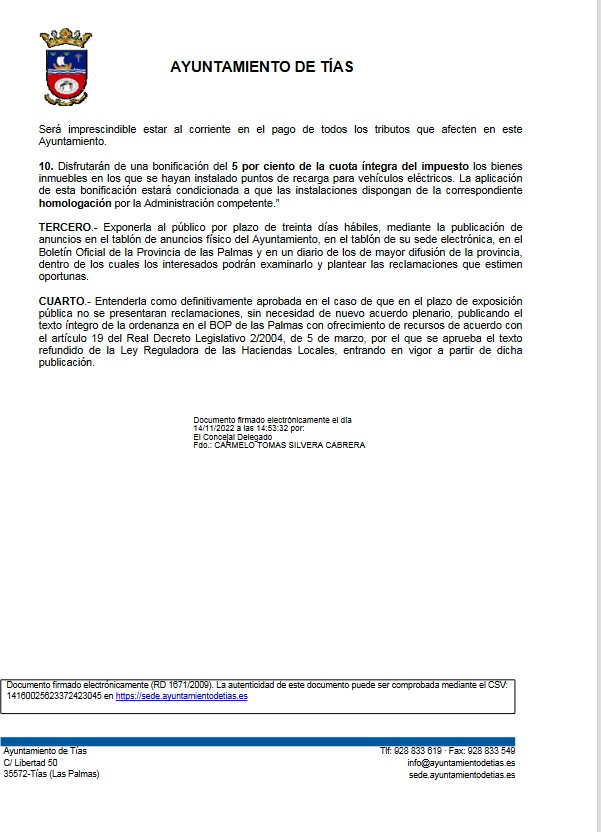 AYUNTAMIENTO DE TÍAS
Será imprescindible estar al corriente en el pago de todos los tributos que afecten en este
Ayuntamiento.
10. Disfrutarán de una bonificación del 5 por ciento de la cuota íntegra del impuesto los bienes
inmuebles en los que se hayan instalado puntos de recarga para vehículos eléctricos. La aplicación
de esta bonificación estará condicionada a que las instalaciones dispongan de la correspondiente
homologación por la Administración competente.”
TERCERO.- Exponerla al público por plazo de treinta días hábiles, mediante la publicación de
anuncios en el tablón de anuncios físico del Ayuntamiento, en el tablón de su sede electrónica, en el
Boletín Oficial de la Provincia de las Palmas y en un diario de los de mayor difusión de la provincia,
dentro de los cuales los interesados podrán examinarlo y plantear las reclamaciones que estimen
oportunas.
CUARTO.- Entenderla como definitivamente aprobada en el caso de que en el plazo de exposición
pública no se presentaran reclamaciones, sin necesidad de nuevo acuerdo plenario, publicando el
texto íntegro de la ordenanza en el BOP de las Palmas con ofrecimiento de recursos de acuerdo con
el artículo 19 del Real Decreto Legislativo 2/2004, de 5 de marzo, por el que se aprueba el texto
refundido de la Ley Reguladora de las Haciendas Locales, entrando en vigor a partir de dicha
publicación.
Documento firmado electrónicamente el día
14/11/2022 a las 14:53:32 por:
El Concejal Delegado
Fdo.: CARMELO TOMAS SILVERA CABRERA
Documento firmado electrónicamente (RD 1671/2009). La autenticidad de este documento puede ser comprobada mediante el CSV:
14160025623372423045 en https://sede.ayuntamientodetias.es
Ayuntamiento de Tías
C/ Libertad 50
35572-Tías (Las Palmas)
Tlf: 928 833 619 · Fax: 928 833 549
info@ayuntamientodetias.es
sede.ayuntamientodetias.es